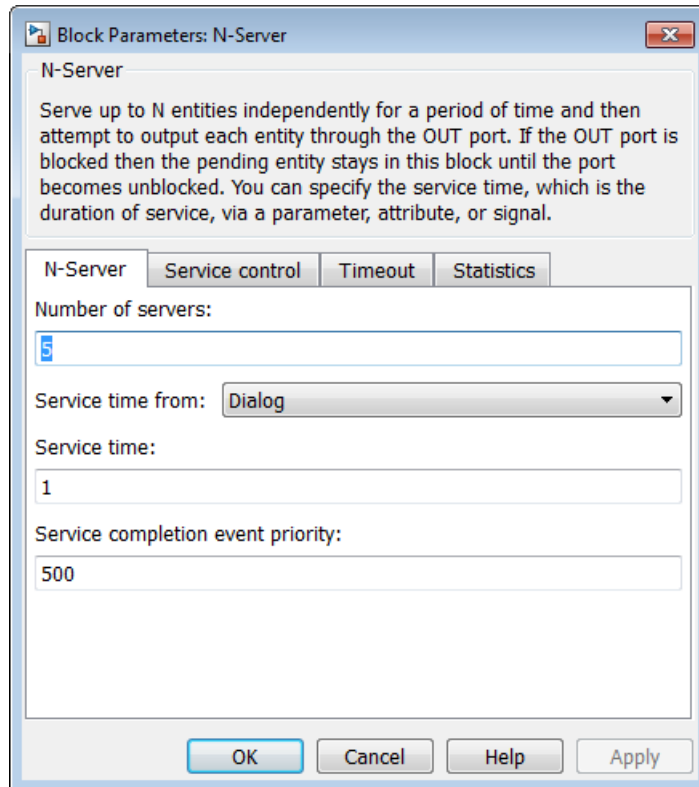 Block Parameters: N-Server
N-Server
Serve up to N entities independently for a period of time and then
attempt to output each entity through the OUT port. If the OUT port is
blocked then the pending entity stays in this block until the port
becomes unblocked. You can specify the service time, which is the
duration of service, via a parameter, attribute, or signal.
N-Server Service control Timeout Statistics
Number of servers:
5
Service time from: Dialog
Service time:
1
Service completion event priority:
500
OK Cancel Help Apply